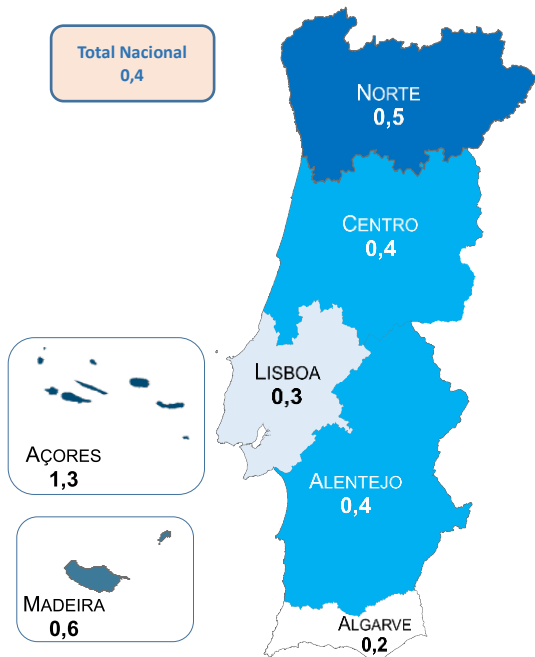 Total Nacional
0,4
NORTE
0,5
CENTRO
0,4
LISBOA
0,3
AÇORES
1,3
ALENTEJO
0,4
MADEIRA
0,6
ALGARVE
0,2